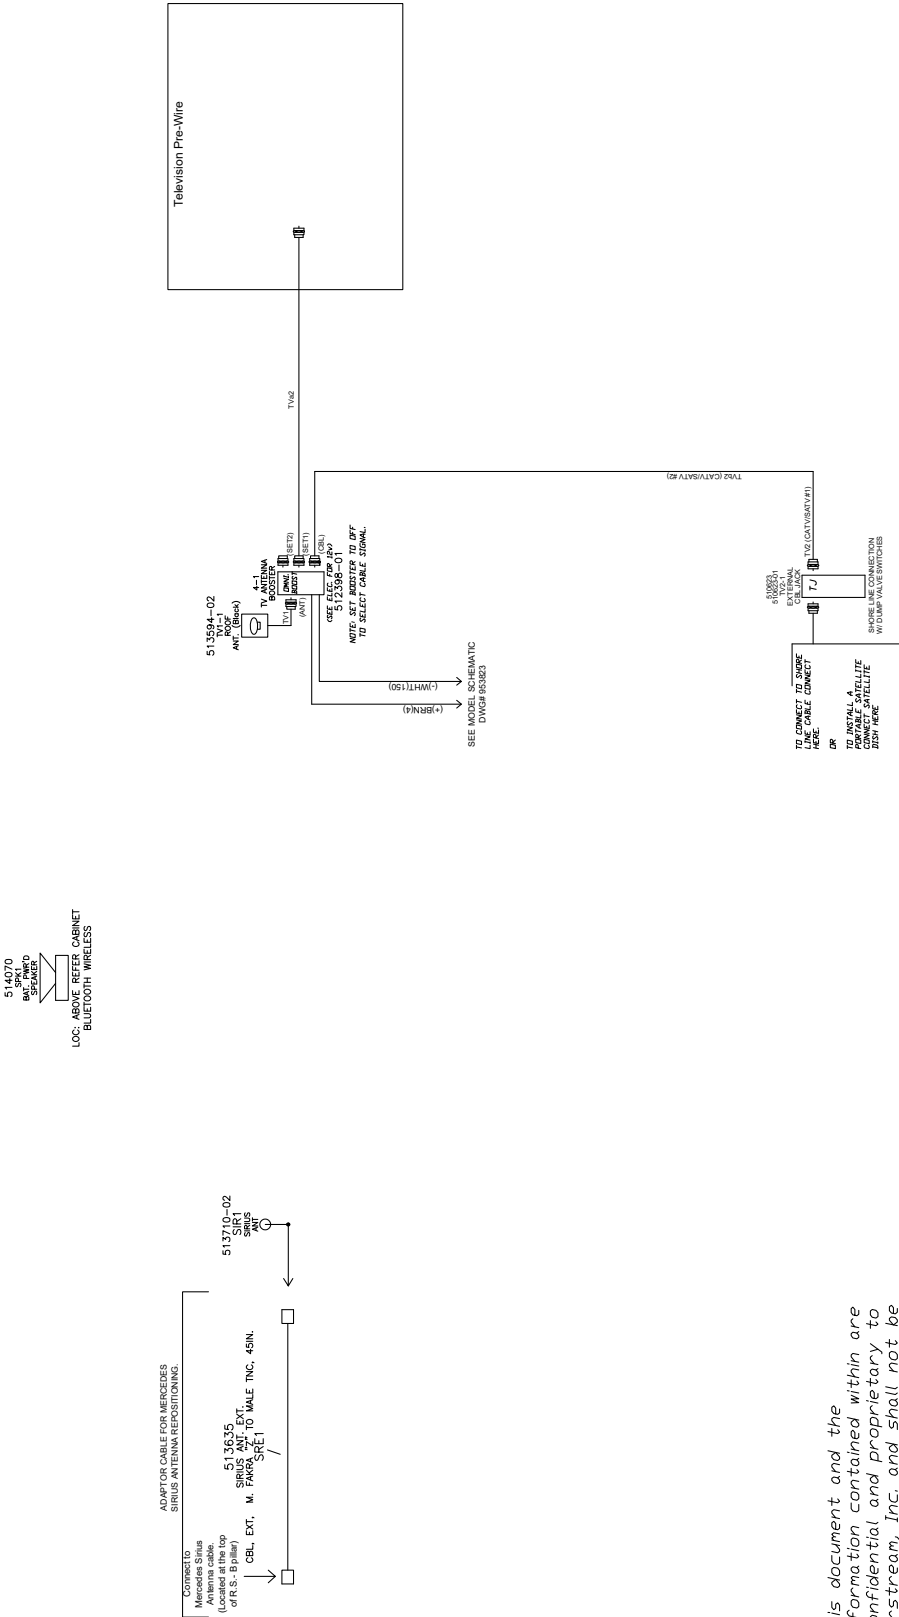 Television Pre-Wire
TVa2
TVb2 (CATV/SATV #2)
(SET2)
(SET1)
(CBL)
4-1
TV ANTENNA
BOOSTER
OMNI
BOOST
TV1
(ANT)
(SEE ELEC. FOR 12v)
512398-01
NOTE: SET BOOSTER TO OFF
TO SELECT CABLE SIGNAL.
513594-02
TV1-1
ROOF
ANT. (Black)
(-)WHT(150)
(+)BRN(4)
SEE MODEL SCHEMATIC
DWG# 953823
TV2 (CATV/SATV #1)
510623
510623-01
TV2-1
EXTERNAL
CBL JACK
TJ
SHORE LINE CONNECTION
W/ DUMP VALVE SWITCHES
TO CONNECT TO SHORE
LINE CABLE CONNECT
HERE.
OR
TO INSTALL A
PORTABLE SATELLITE
CONNECT SATELLITE
DISH HERE
514070
SPK1
BAT. PWR'D
SPEAKER
LOC: ABOVE REFER CABINET
BLUETOOTH WIRELESS
513710-02
SIR1
SIRIUS
ANT
ADAPTOR CABLE FOR MERCEDES
SIRIUS ANTENNA REPOSITIONING.
513635
SIRIUS ANT. EXT.
CBL, EXT, M. FAKRA "Z" TO MALE TNC, 45IN.
SRE1
Connect to
Mercedes Sirius
Antenna cable.
(Located at the top
of R.S.- B pillar)
is document and the
formation contained within are
nfidential and proprietary to
rstream, Inc. and shall not be